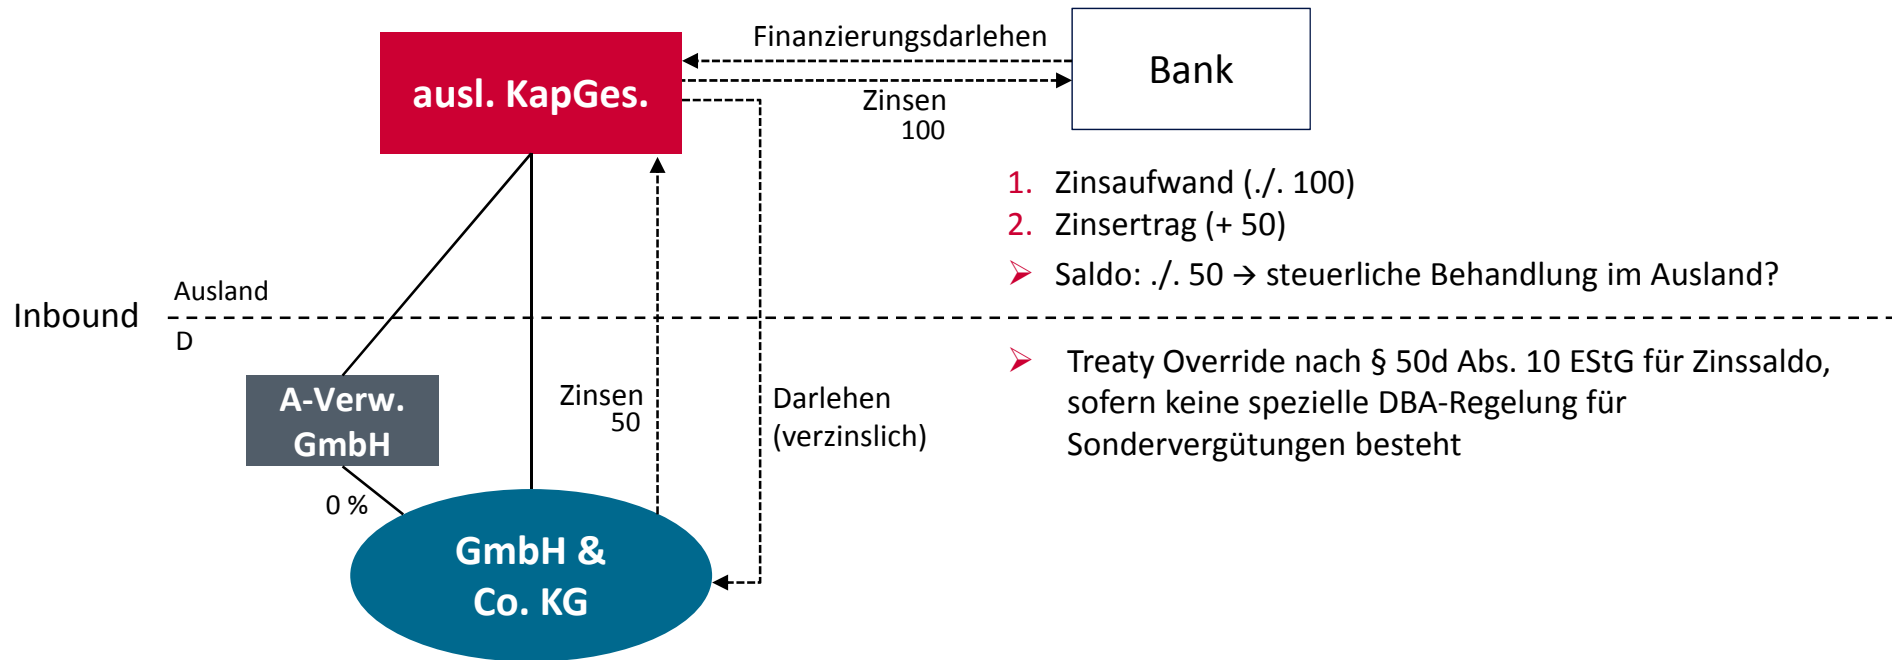 ausl. KapGes.
Finanzierungsdarlehen
Zinsen
100
Bank
1. Zinsaufwand (./. 100)
2. Zinsertrag (+ 50)
➢ Saldo: ./. 50 → steuerliche Behandlung im Ausland?
Inbound
Ausland
D
A-Verw.
GmbH
0 %
Zinsen
50
Darlehen
(verzinslich)
➢ Treaty Override nach § 50d Abs. 10 EStG für Zinssaldo,
sofern keine spezielle DBA-Regelung für
Sondervergütungen besteht
GmbH &
Co. KG